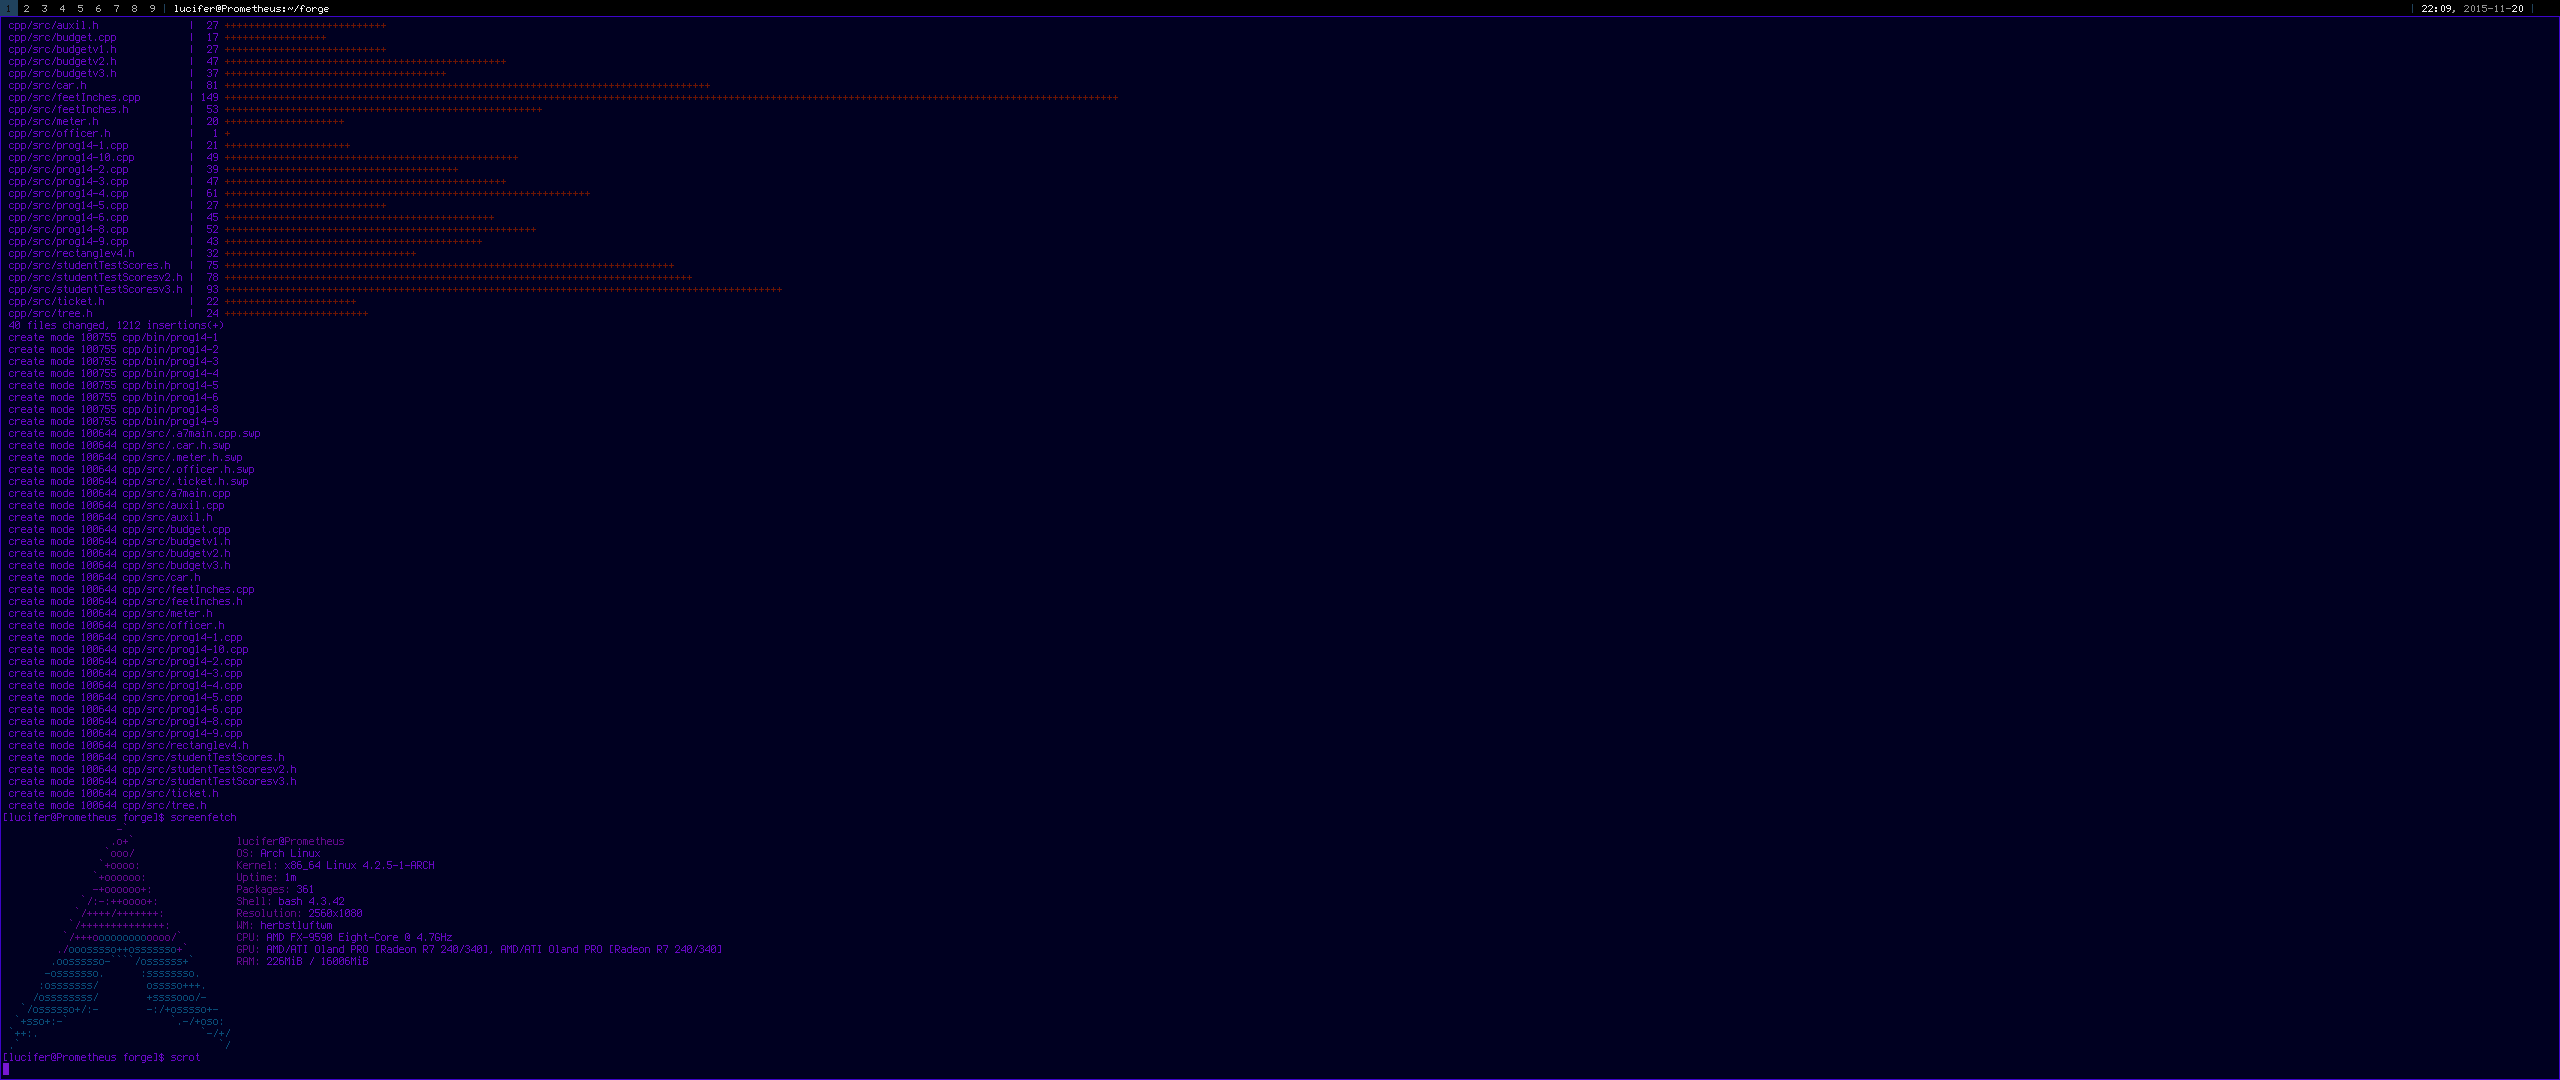 1 2 3 4 5 6 7 8 9 | lucifer@Prometheus:~/forge | 22:09, 2015-11-20 |
cpp/src/auxil.h | 27 +++++++++++++++++++++++++++
cpp/src/budget.cpp | 17 +++++++++++++++++
cpp/src/budgetv1.h | 27 +++++++++++++++++++++++++++
cpp/src/budgetv2.h | 47 +++++++++++++++++++++++++++++++++++++++++++++++
cpp/src/budgetv3.h | 37 +++++++++++++++++++++++++++++++++++++
cpp/src/car.h | 81 +++++++++++++++++++++++++++++++++++++++++++++++++++++++++++++++++++++++++++++++++
cpp/src/feetInches.cpp | 149 +++++++++++++++++++++++++++++++++++++++++++++++++++++++++++++++++++++++++++++++++++++++++++++++++++++++++++++++++++++++++++++++++++++++++++++++++++++
cpp/src/feetInches.h | 53 +++++++++++++++++++++++++++++++++++++++++++++++++++++
cpp/src/meter.h | 20 ++++++++++++++++++++
cpp/src/officer.h | 1 +
cpp/src/prog14-1.cpp | 21 +++++++++++++++++++++
cpp/src/prog14-10.cpp | 49 +++++++++++++++++++++++++++++++++++++++++++++++++
cpp/src/prog14-2.cpp | 39 +++++++++++++++++++++++++++++++++++++++
cpp/src/prog14-3.cpp | 47 +++++++++++++++++++++++++++++++++++++++++++++++
cpp/src/prog14-4.cpp | 61 +++++++++++++++++++++++++++++++++++++++++++++++++++++++++++++
cpp/src/prog14-5.cpp | 27 +++++++++++++++++++++++++++
cpp/src/prog14-6.cpp | 45 +++++++++++++++++++++++++++++++++++++++++++++
cpp/src/prog14-8.cpp | 52 ++++++++++++++++++++++++++++++++++++++++++++++++++++
cpp/src/prog14-9.cpp | 43 +++++++++++++++++++++++++++++++++++++++++++
cpp/src/rectanglev4.h | 32 ++++++++++++++++++++++++++++++++
cpp/src/studentTestScores.h | 75 +++++++++++++++++++++++++++++++++++++++++++++++++++++++++++++++++++++++++++
cpp/src/studentTestScoresv2.h | 78 ++++++++++++++++++++++++++++++++++++++++++++++++++++++++++++++++++++++++++++++
cpp/src/studentTestScoresv3.h | 93 +++++++++++++++++++++++++++++++++++++++++++++++++++++++++++++++++++++++++++++++++++++++++++++
cpp/src/ticket.h | 22 ++++++++++++++++++++++
cpp/src/tree.h | 24 ++++++++++++++++++++++++
40 files changed, 1212 insertions(+)
create mode 100755 cpp/bin/prog14-1
create mode 100755 cpp/bin/prog14-2
create mode 100755 cpp/bin/prog14-3
create mode 100755 cpp/bin/prog14-4
create mode 100755 cpp/bin/prog14-5
create mode 100755 cpp/bin/prog14-6
create mode 100755 cpp/bin/prog14-8
create mode 100755 cpp/bin/prog14-9
create mode 100644 cpp/src/.a7main.cpp.swp
create mode 100644 cpp/src/.car.h.swp
create mode 100644 cpp/src/.meter.h.swp
create mode 100644 cpp/src/.officer.h.swp
create mode 100644 cpp/src/.ticket.h.swp
create mode 100644 cpp/src/a7main.cpp
create mode 100644 cpp/src/auxil.cpp
create mode 100644 cpp/src/auxil.h
create mode 100644 cpp/src/budget.cpp
create mode 100644 cpp/src/budgetv1.h
create mode 100644 cpp/src/budgetv2.h
create mode 100644 cpp/src/budgetv3.h
create mode 100644 cpp/src/car.h
create mode 100644 cpp/src/feetInches.cpp
create mode 100644 cpp/src/feetInches.h
create mode 100644 cpp/src/meter.h
create mode 100644 cpp/src/officer.h
create mode 100644 cpp/src/prog14-1.cpp
create mode 100644 cpp/src/prog14-10.cpp
create mode 100644 cpp/src/prog14-2.cpp
create mode 100644 cpp/src/prog14-3.cpp
create mode 100644 cpp/src/prog14-4.cpp
create mode 100644 cpp/src/prog14-5.cpp
create mode 100644 cpp/src/prog14-6.cpp
create mode 100644 cpp/src/prog14-8.cpp
create mode 100644 cpp/src/prog14-9.cpp
create mode 100644 cpp/src/rectanglev4.h
create mode 100644 cpp/src/studentTestScores.h
create mode 100644 cpp/src/studentTestScoresv2.h
create mode 100644 cpp/src/studentTestScoresv3.h
create mode 100644 cpp/src/ticket.h
create mode 100644 cpp/src/tree.h
[lucifer@Prometheus forge]$ screenfetch
-`
.o+` lucifer@Prometheus
`ooo/ OS: Arch Linux
`+oooo: Kernel: x86_64 Linux 4.2.5-1-ARCH
`+oooooo: Uptime: 1m
-+oooooo+: Packages: 361
`/:-:++oooo+: Shell: bash 4.3.42
`/++++/+++++++: Resolution: 2560x1080
`/++++++++++++++: WM: herbstluftwm
`/+++ooooooooooooo/` CPU: AMD FX-9590 Eight-Core @ 4.7GHz
./ooosssso++osssssso+` GPU: AMD/ATI Oland PRO [Radeon R7 240/340], AMD/ATI Oland PRO [Radeon R7 240/340]
.oossssso-````/ossssss+` RAM: 226MiB / 16006MiB
-osssssso. :ssssssso.
:osssssss/ osssso+++.
/ossssssss/ +ssssooo/-
`/ossssso+/:- -:/+osssso+-
`+sso+:-` `.-/+oso:
`++:. `-/+/
.` `/
[lucifer@Prometheus forge]$ scrot